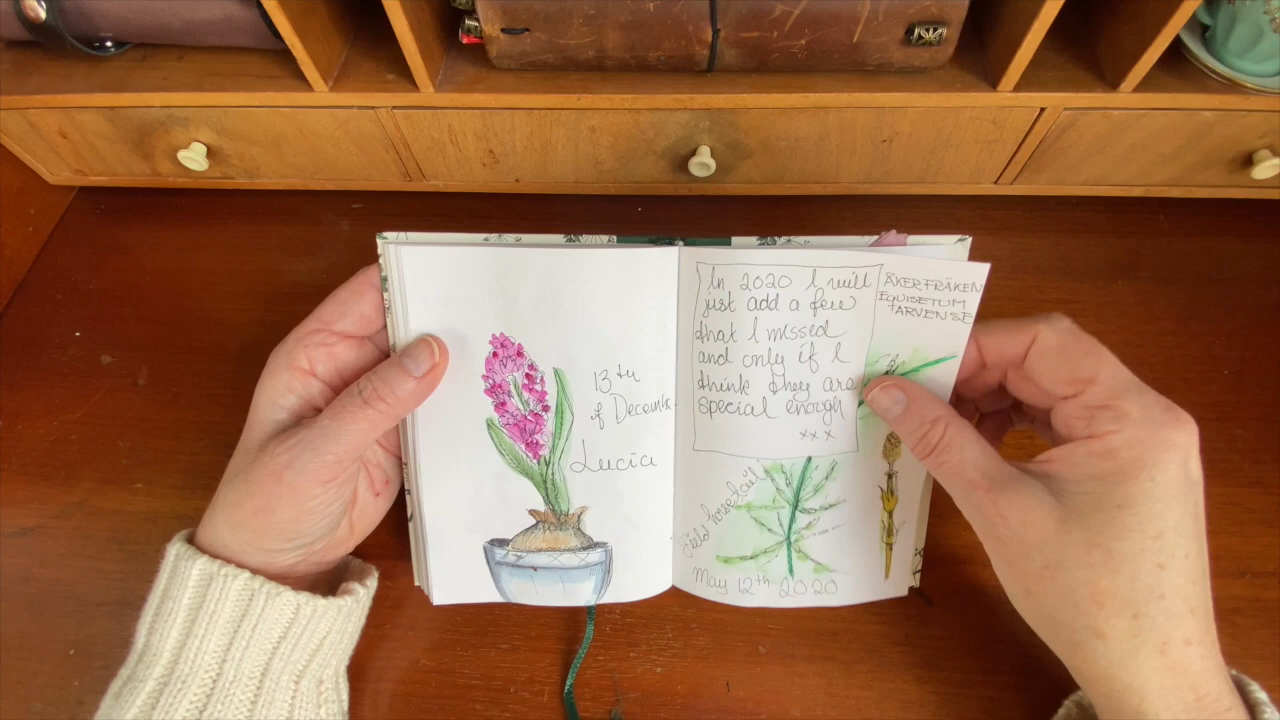 13th
of December
Lucia
In 2020 I will
just add a few
that I missed
and only if I
think they are
special enough
xxx
ÅKERFRÄKEN
EQUISETUM
ARVENSE
Field horsetail
May 12th 2020